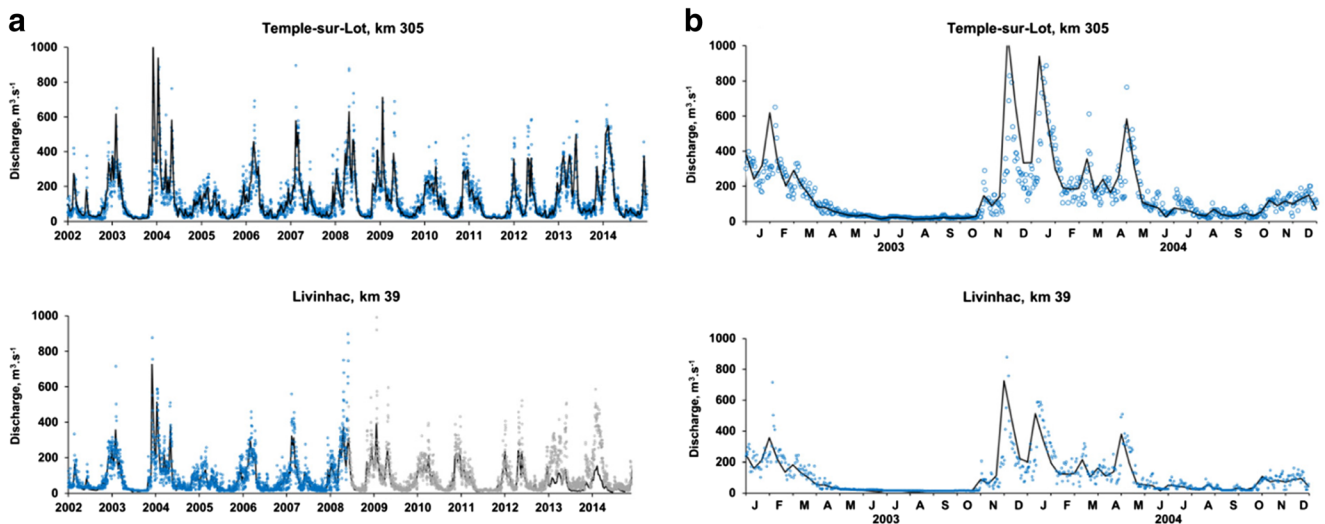 a
Temple-sur-Lot, km 305
Discharge, m³.s⁻¹
1000
800
600
400
200
0
2002 2003 2004 2005 2006 2007 2008 2009 2010 2011 2012 2013 2014
Livinhac, km 39
Discharge, m³.s⁻¹
1000
800
600
400
200
0
2002 2003 2004 2005 2006 2007 2008 2009 2010 2011 2012 2013 2014
b
Temple-sur-Lot, km 305
Discharge, m³.s⁻¹
1000
800
600
400
200
0
J F M A M J J A S O N D J F M A M J J A S O N D
2003 2004
Livinhac, km 39
Discharge, m³.s⁻¹
1000
800
600
400
200
0
J F M A M J J A S O N D J F M A M J J A S O N D
2003 2004